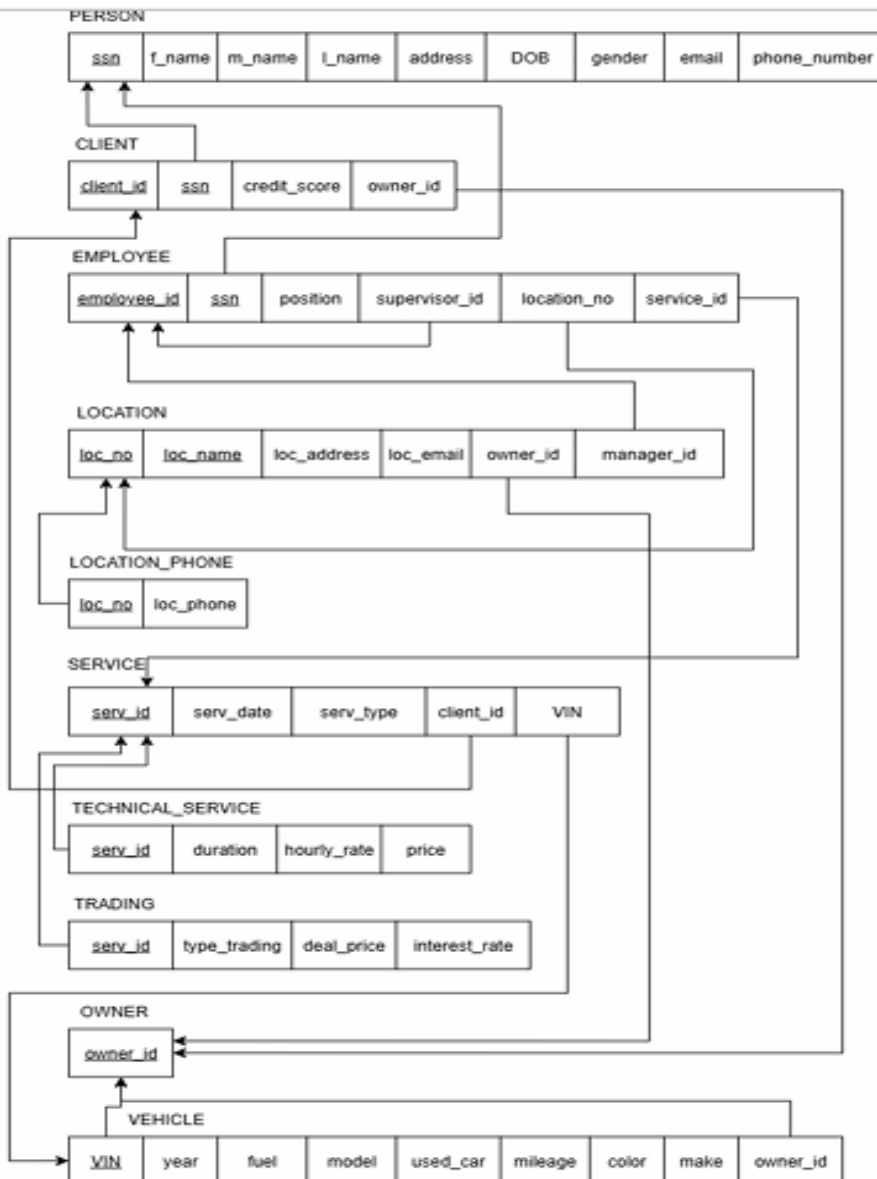 PERSON
ssn f_name m_name l_name address DOB gender email phone_number
CLIENT
client_id ssn credit_score owner_id
EMPLOYEE
employee_id ssn position supervisor_id location_no service_id
LOCATION
loc_no loc_name loc_address loc_email owner_id manager_id
LOCATION_PHONE
loc_no loc_phone
SERVICE
serv_id serv_date serv_type client_id VIN
TECHNICAL_SERVICE
serv_id duration hourly_rate price
TRADING
serv_id type_trading deal_price interest_rate
OWNER
owner_id
VEHICLE
VIN year fuel model used_car mileage color make owner_id